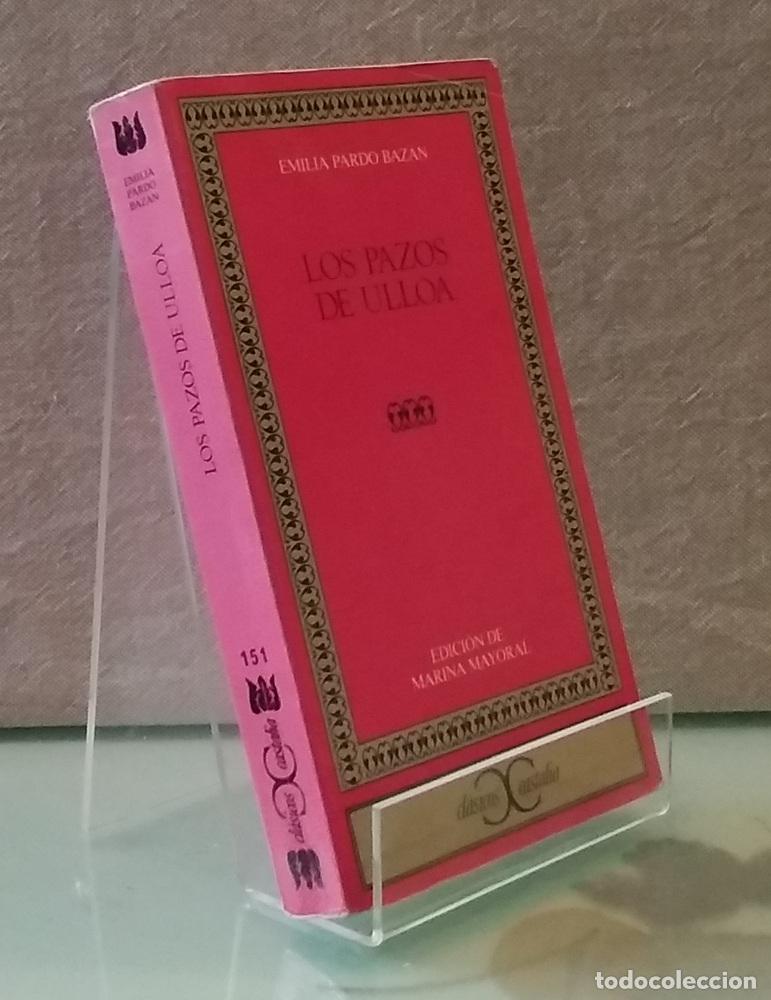 EMILIA
PARDO
BAZAN
LOS PAZOS DE ULLOA
151
clásicos Castalia
EMILIA PARDO BAZAN
LOS PAZOS
DE ULLOA
EDICIÓN DE
MARINA MAYORAL
clásicos Castalia
todocoleccion